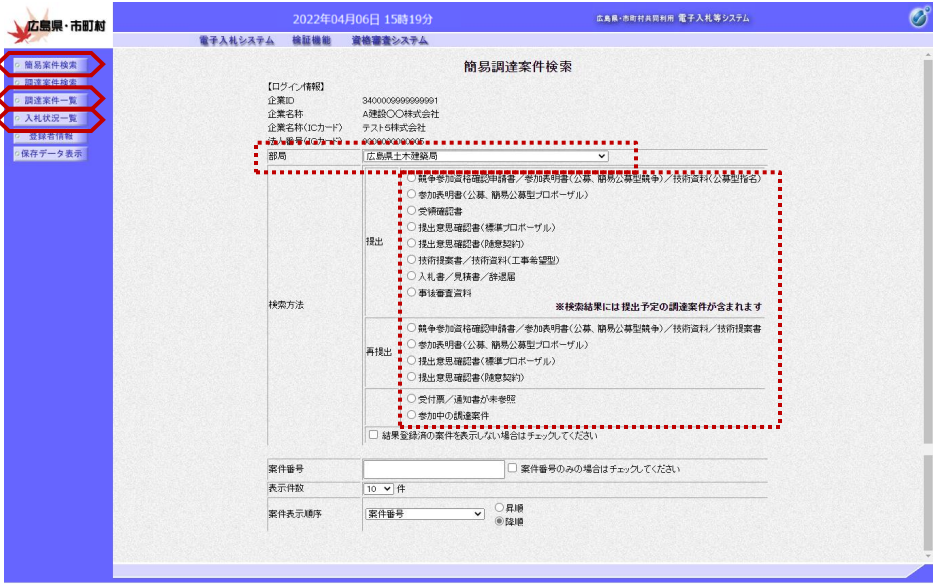 広島県・市町村
2022年04月06日 15時19分
広島県・市町村共同利用 電子入札等システム
電子入札システム 検証機能 資格審査システム
簡易案件検索
調達案件検索
調達案件一覧
入札状況一覧
登録者情報
保存データ表示
簡易調達案件検索
【ログイン情報】
企業ID 3400009999999991
企業名称 A建設〇〇株式会社
企業名称(ICカード) テスト5株式会社
法人番号(ICカード)
部局 広島県土木建築局
検索方法
提出
競争参加資格確認申請書/参加表明書(公募、簡易公募型競争)/技術資料(公募型指名)
参加表明書(公募、簡易公募型プロポーザル)
受領確認書
提出意思確認書(標準プロポーザル)
提出意思確認書(随意契約)
技術提案書/技術資料(工事希望型)
入札書/見積書/辞退届
事後審査資料
※検索結果には提出予定の調達案件が含まれます
再提出
競争参加資格確認申請書/参加表明書(公募、簡易公募型競争)/技術資料/技術提案書
参加表明書(公募、簡易公募型プロポーザル)
提出意思確認書(標準プロポーザル)
提出意思確認書(随意契約)
受付票/通知書が未参照
参加中の調達案件
結果登録済の案件を表示しない場合はチェックしてください
案件番号 案件番号のみの場合はチェックしてください
表示件数 10 件
案件表示順序 案件番号
昇順
降順